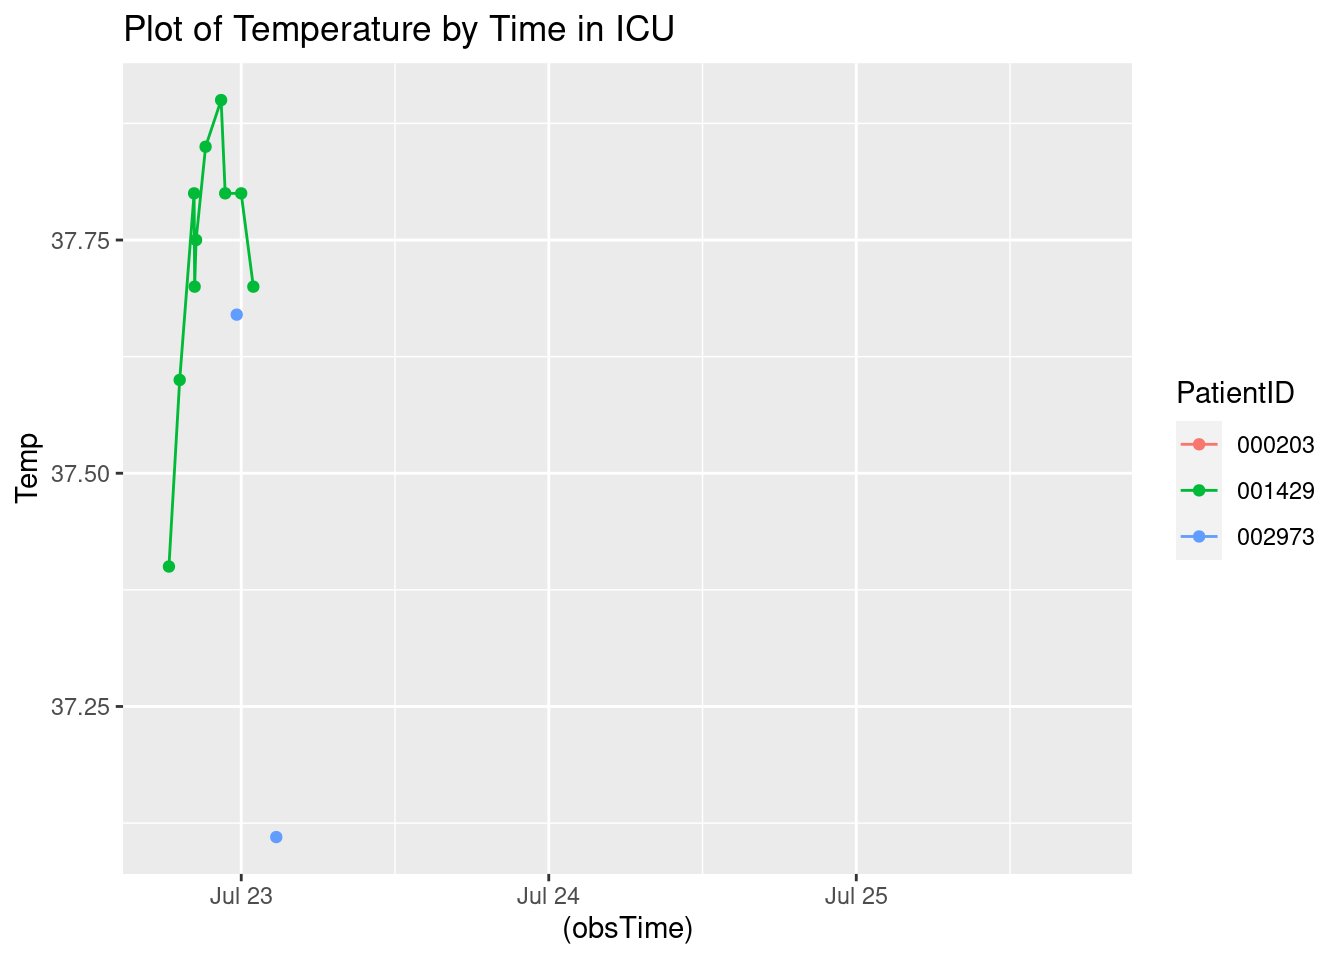 Plot of Temperature by Time in ICU
37.75
37.50
37.25
Temp
Jul 23
Jul 24
Jul 25
(obsTime)
PatientID
000203
001429
002973